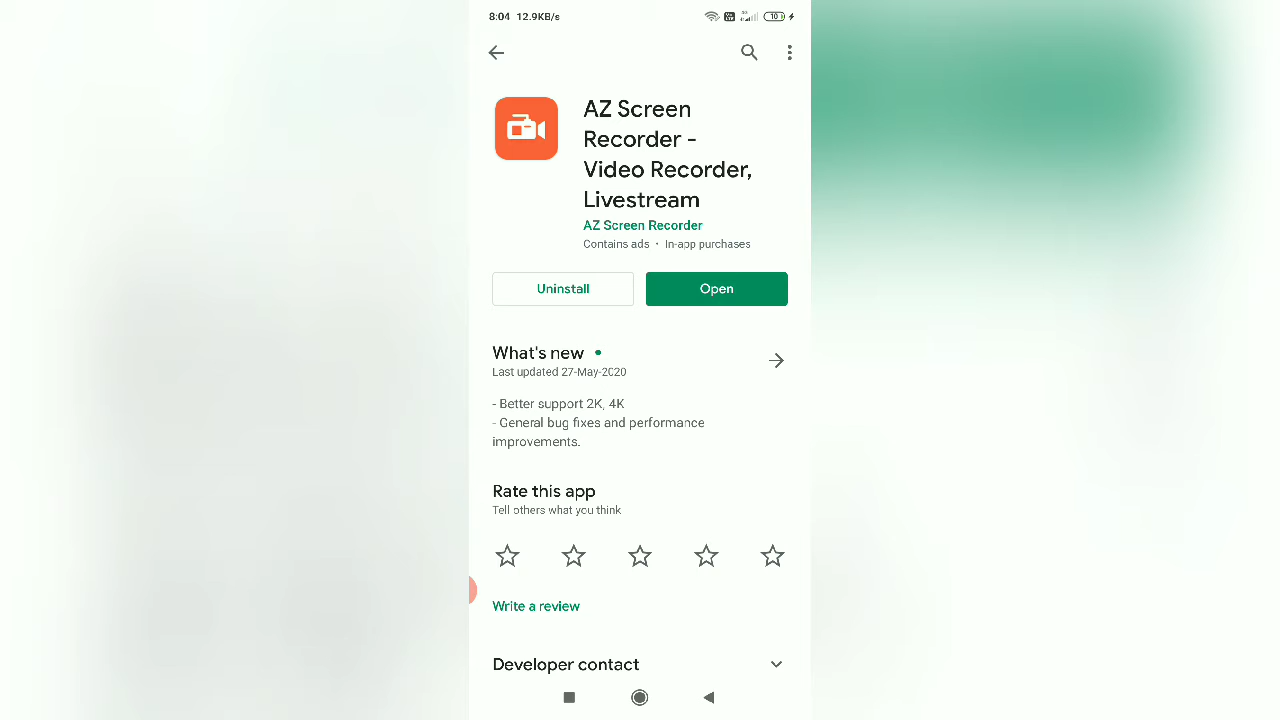 8:04 12.9KB/s 10
AZ Screen
Recorder -
Video Recorder,
Livestream
AZ Screen Recorder
Contains ads • In-app purchases
Uninstall Open
What's new •
Last updated 27-May-2020
- Better support 2K, 4K
- General bug fixes and performance
improvements.
Rate this app
Tell others what you think
Write a review
Developer contact